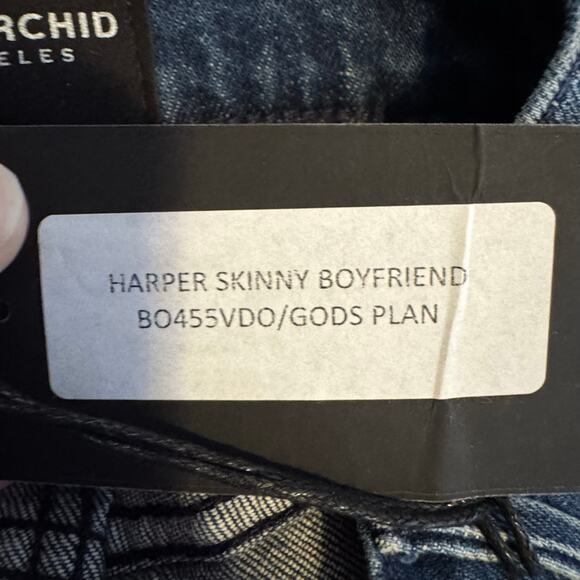 RCHID
ELES
HARPER SKINNY BOYFRIEND
BO455VDO/GODS PLAN